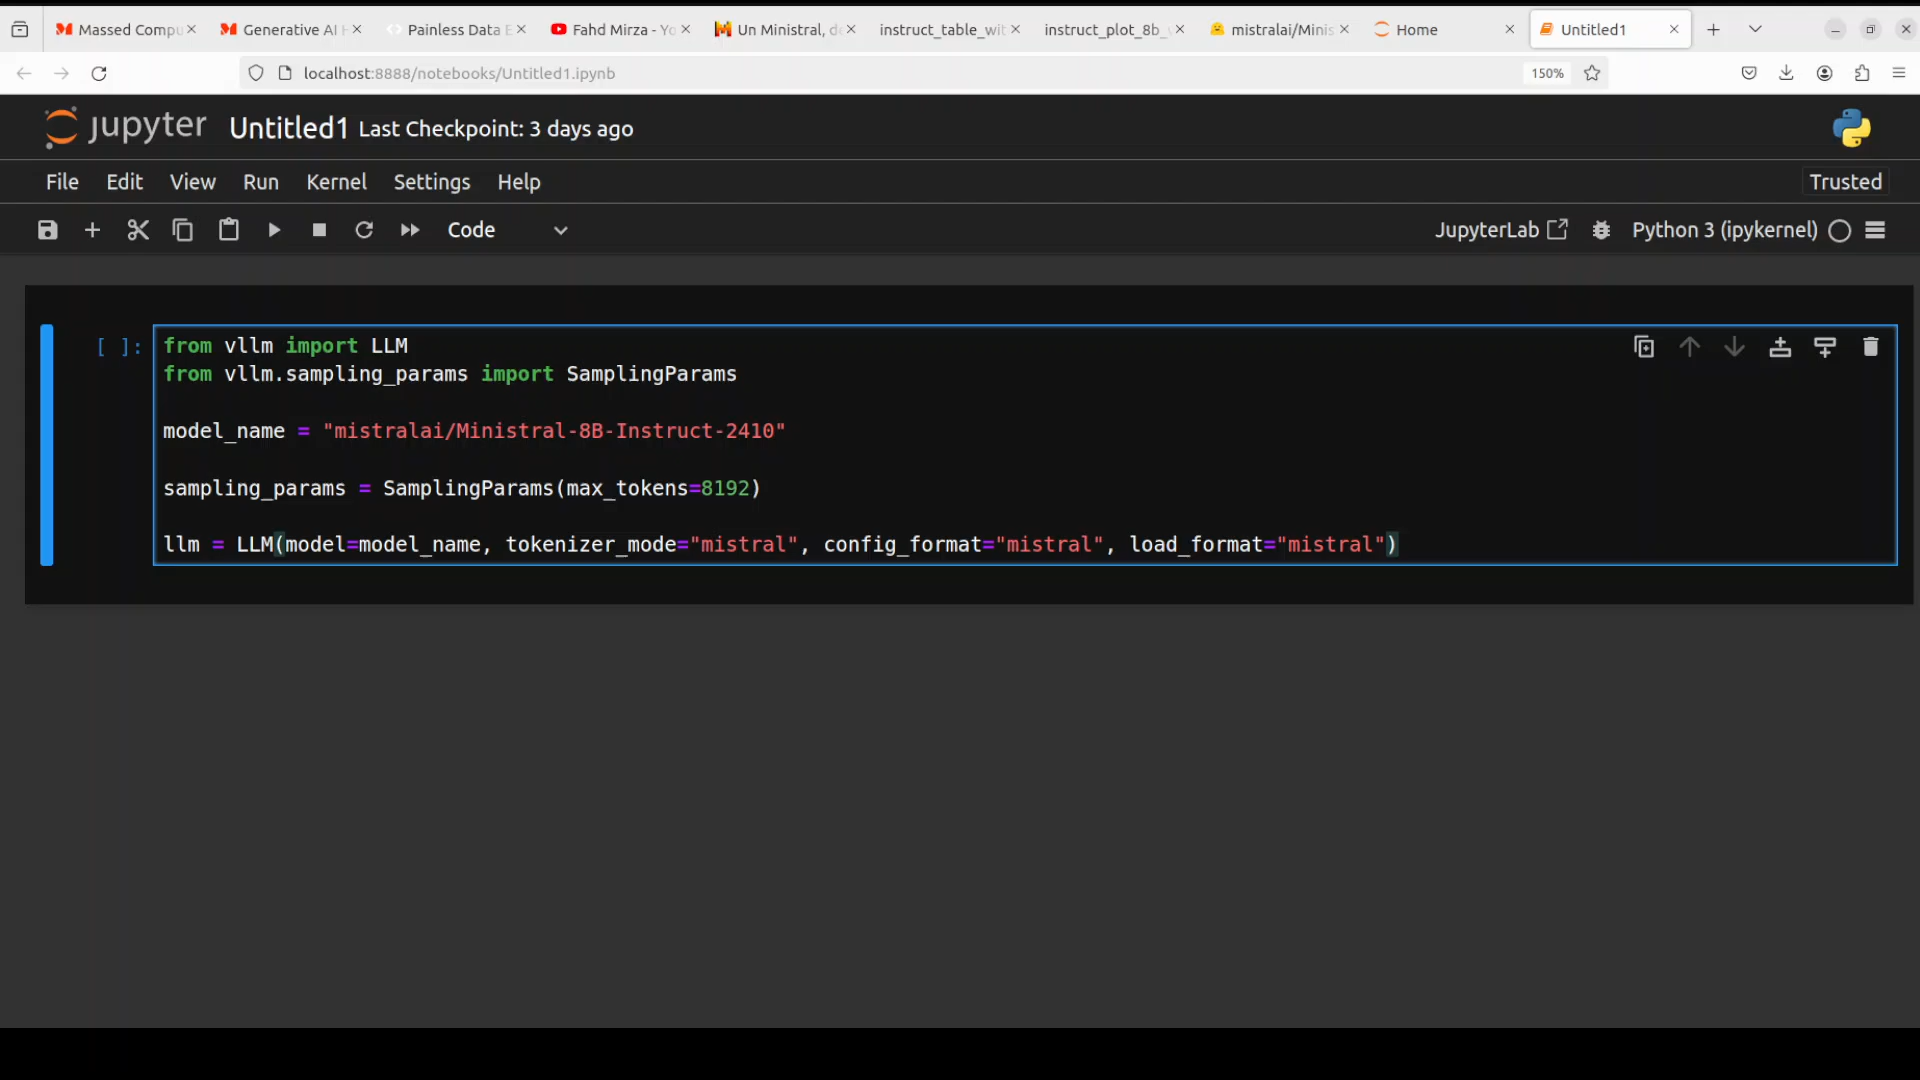 Massed Compu
Generative AI
Painless Data E
Fahd Mirza - Yo
Un Ministral, d
instruct_table_wit
instruct_plot_8b_
mistralai/Minis
Home
Untitled1
localhost:8888/notebooks/Untitled1.ipynb
150%
jupyter Untitled1 Last Checkpoint: 3 days ago
File Edit View Run Kernel Settings Help
Trusted
Code
JupyterLab
Python 3 (ipykernel)
[ ]:
from vllm import LLM
from vllm.sampling_params import SamplingParams
model_name = "mistralai/Ministral-8B-Instruct-2410"
sampling_params = SamplingParams(max_tokens=8192)
llm = LLM(model=model_name, tokenizer_mode="mistral", config_format="mistral", load_format="mistral")